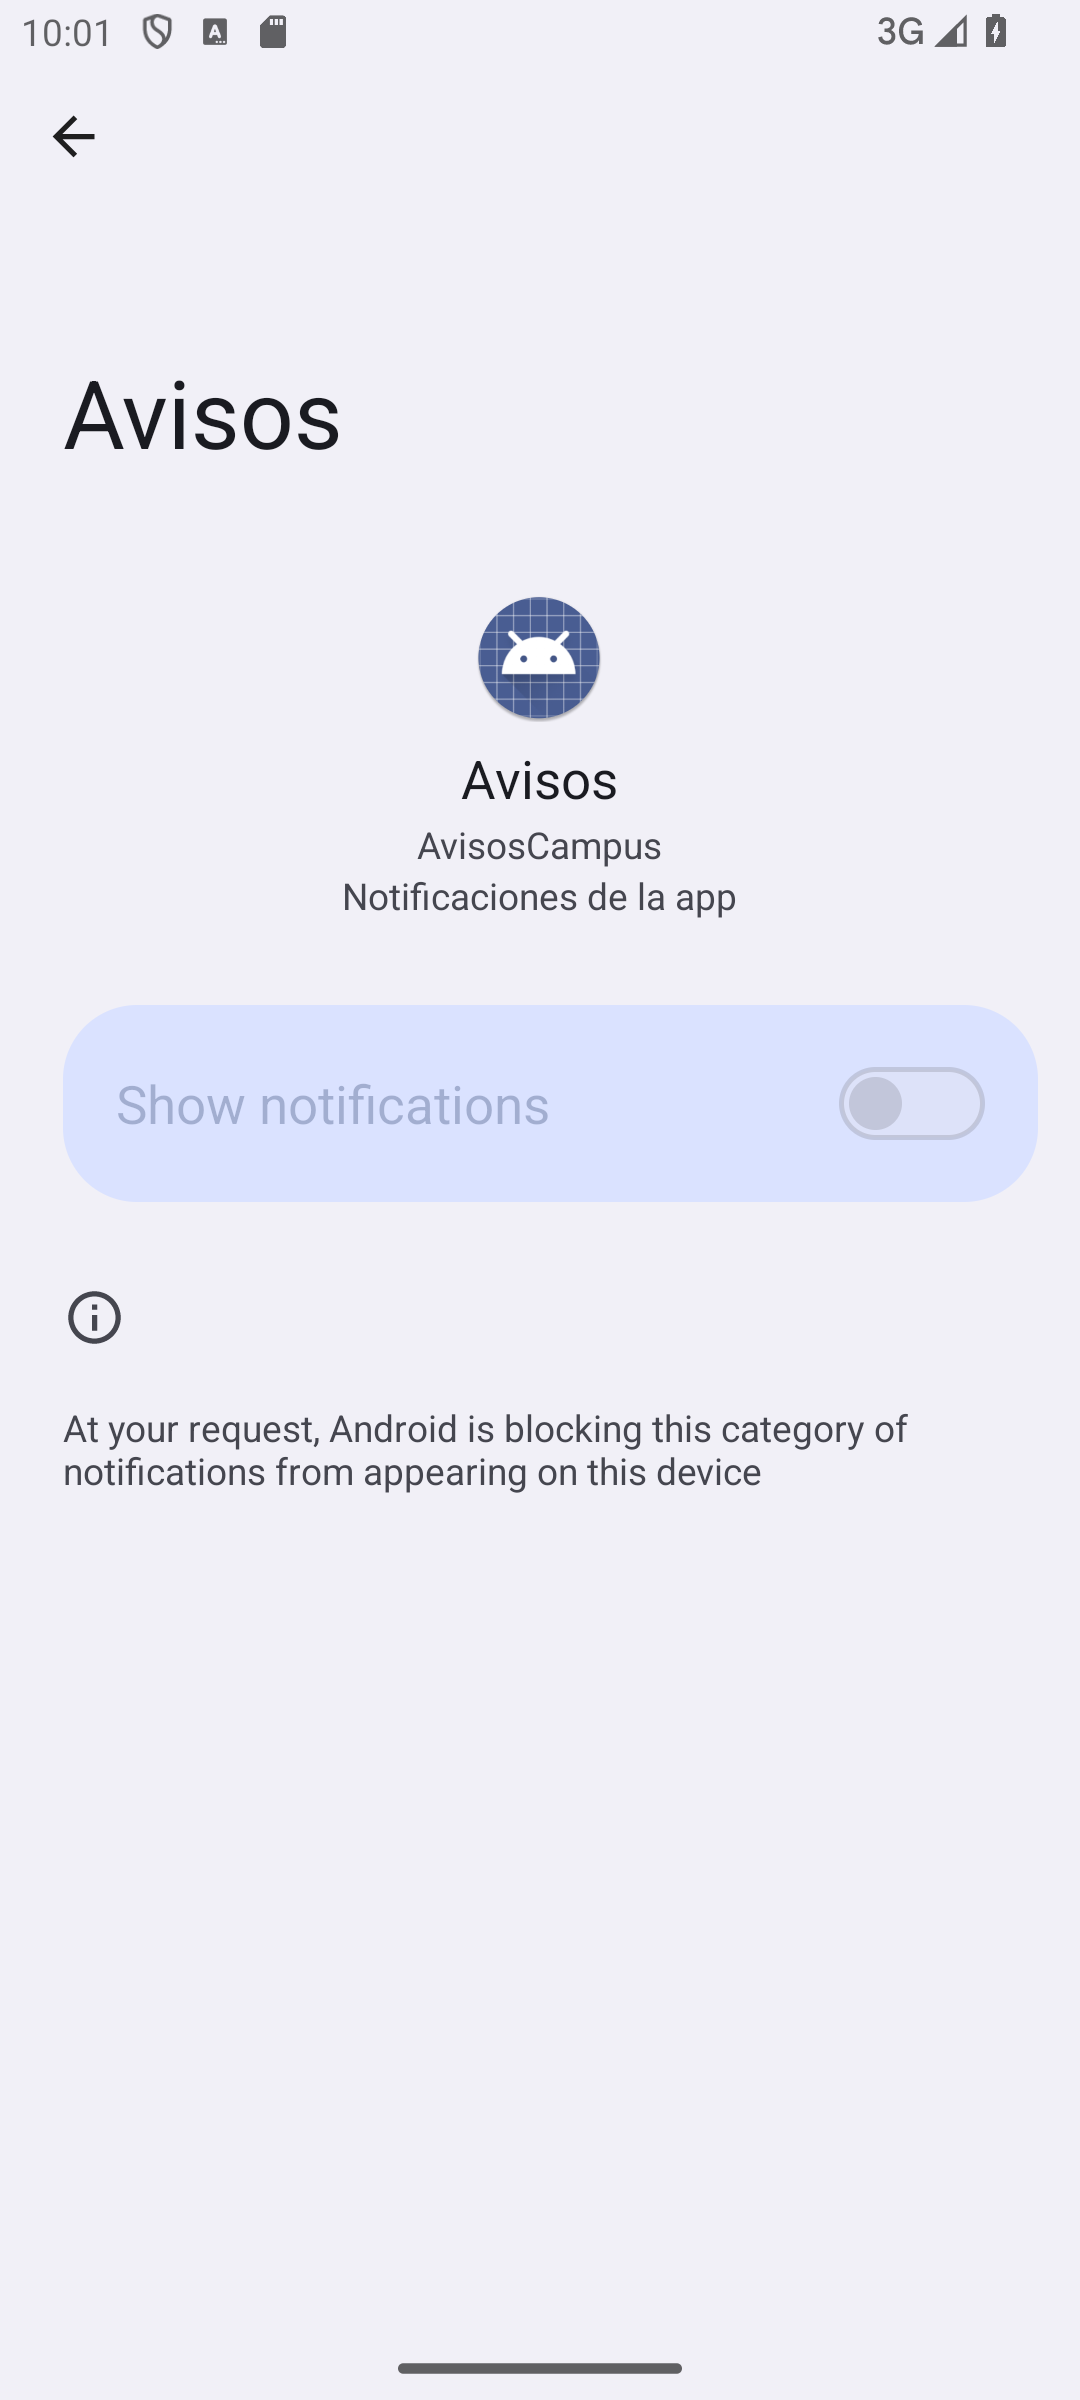 10:01
3G
Avisos
Avisos
AvisosCampus
Notificaciones de la app
Show notifications
At your request, Android is blocking this category of
notifications from appearing on this device